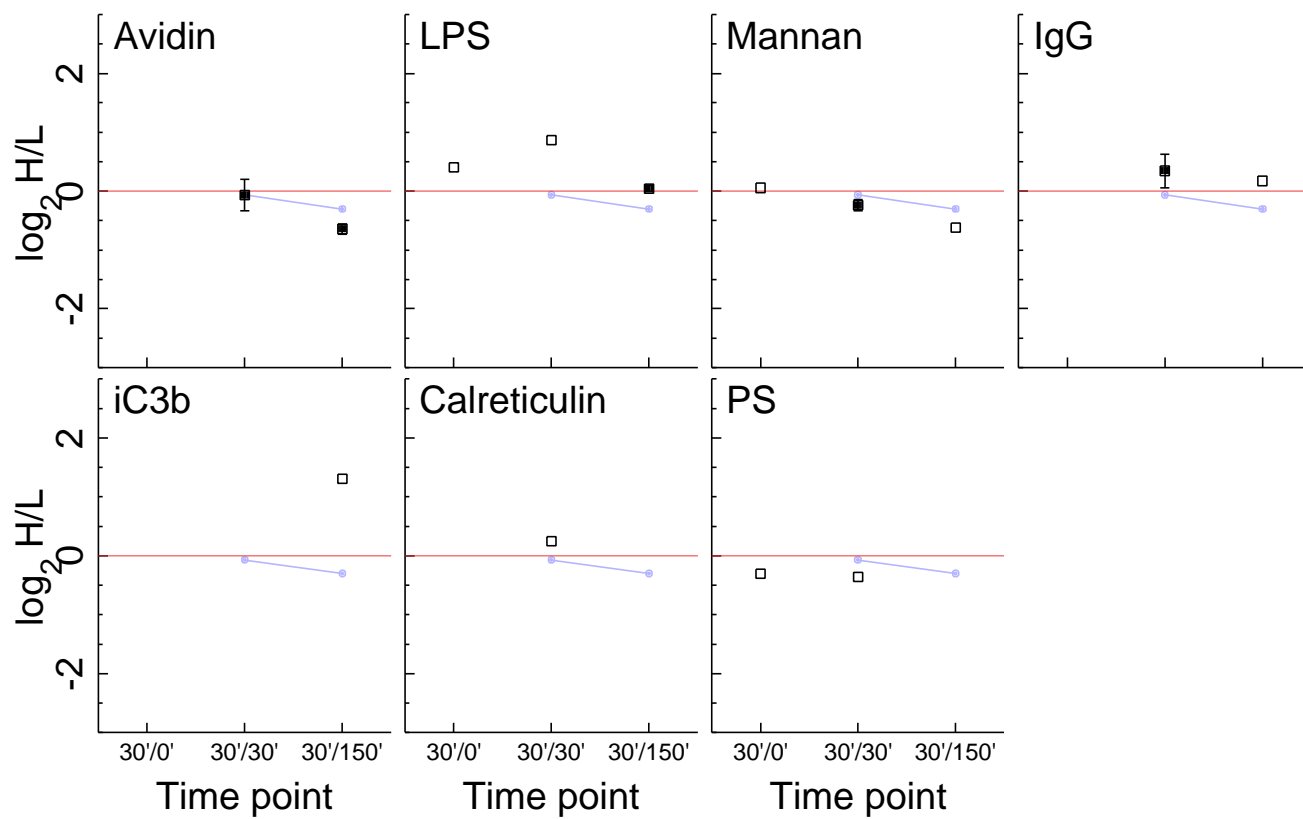 Avidin LPS Mannan IgG
2
0
-2
log2 H/L
iC3b Calreticulin PS
2
0
-2
log2 H/L
30'/0' 30'/30' 30'/150' 30'/0' 30'/30' 30'/150' 30'/0' 30'/30' 30'/150'
Time point Time point Time point